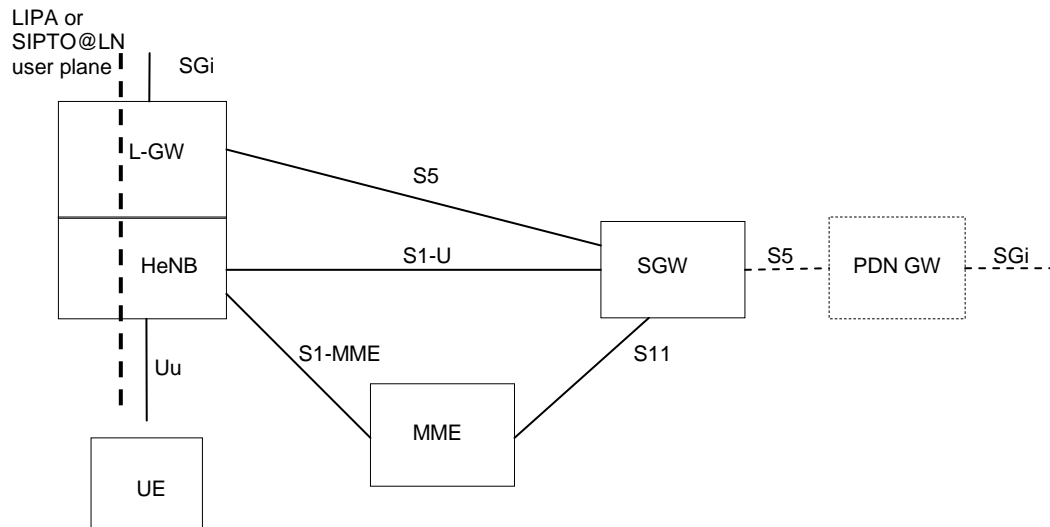 LIPA or
SIPTO@LN
user plane
SGi
L-GW
S5
HeNB
S1-U
SGW
S5
PDN GW
SGi
Uu
S1-MME
S11
MME
UE